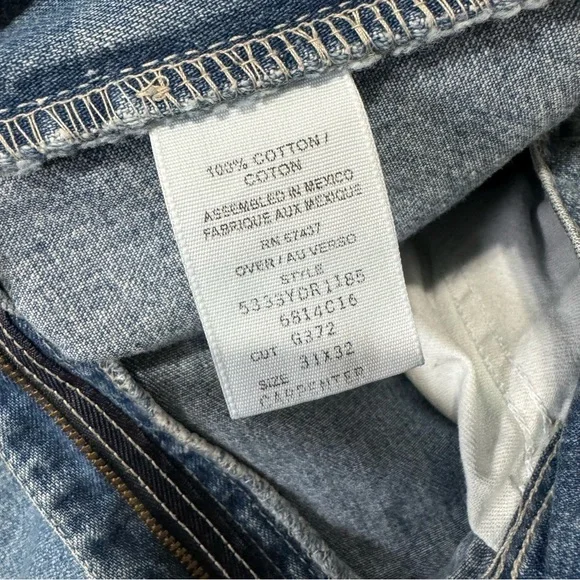 100% COTTON /
COTON
ASSEMBLED IN MEXICO
FABRIQUE AUX MEXIQUE
RN 57437
OVER / AU VERSO
STYLE
5333YDR1185
6814C16
CUT G372
SIZE 31X32
CARPENTER